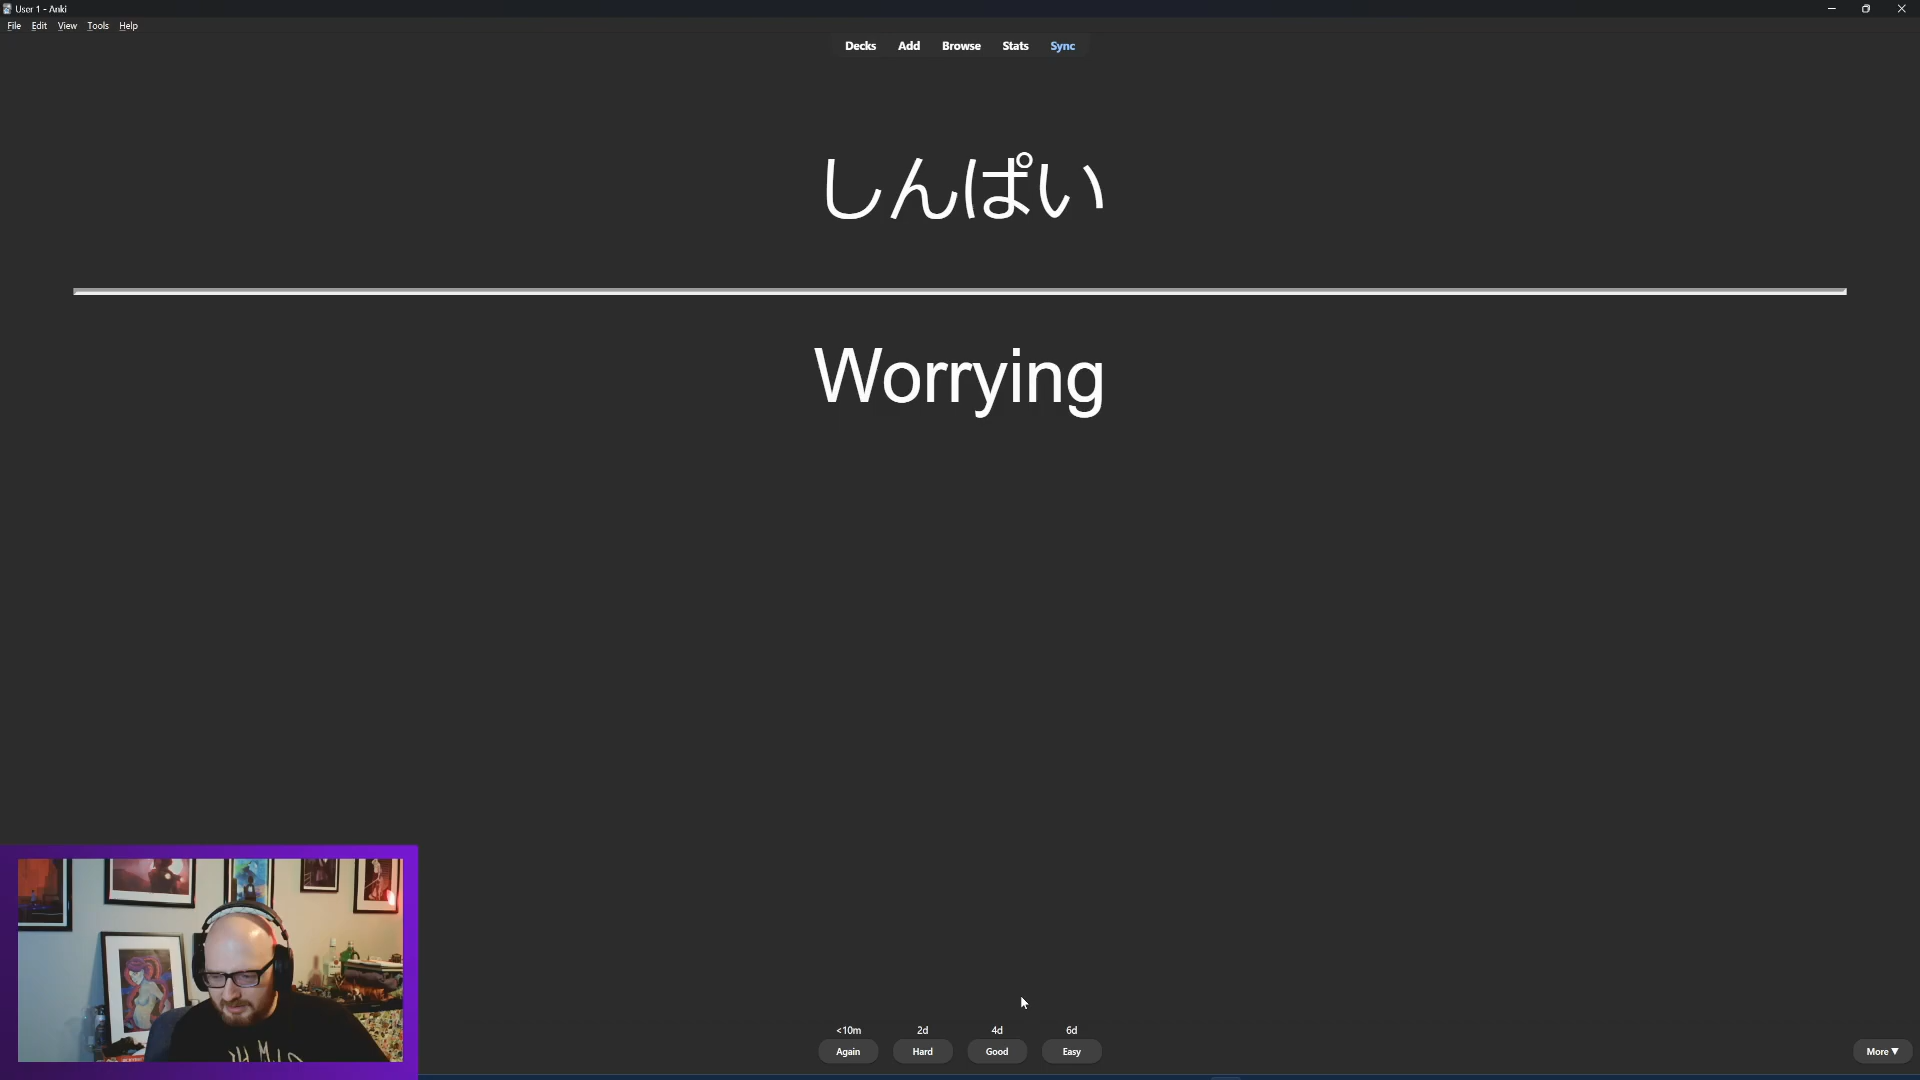 User 1 - Anki
File Edit View Tools Help
Decks Add Browse Stats Sync
しんぱい
Worrying
<10m 2d 4d 6d
Again Hard Good Easy
More ▼